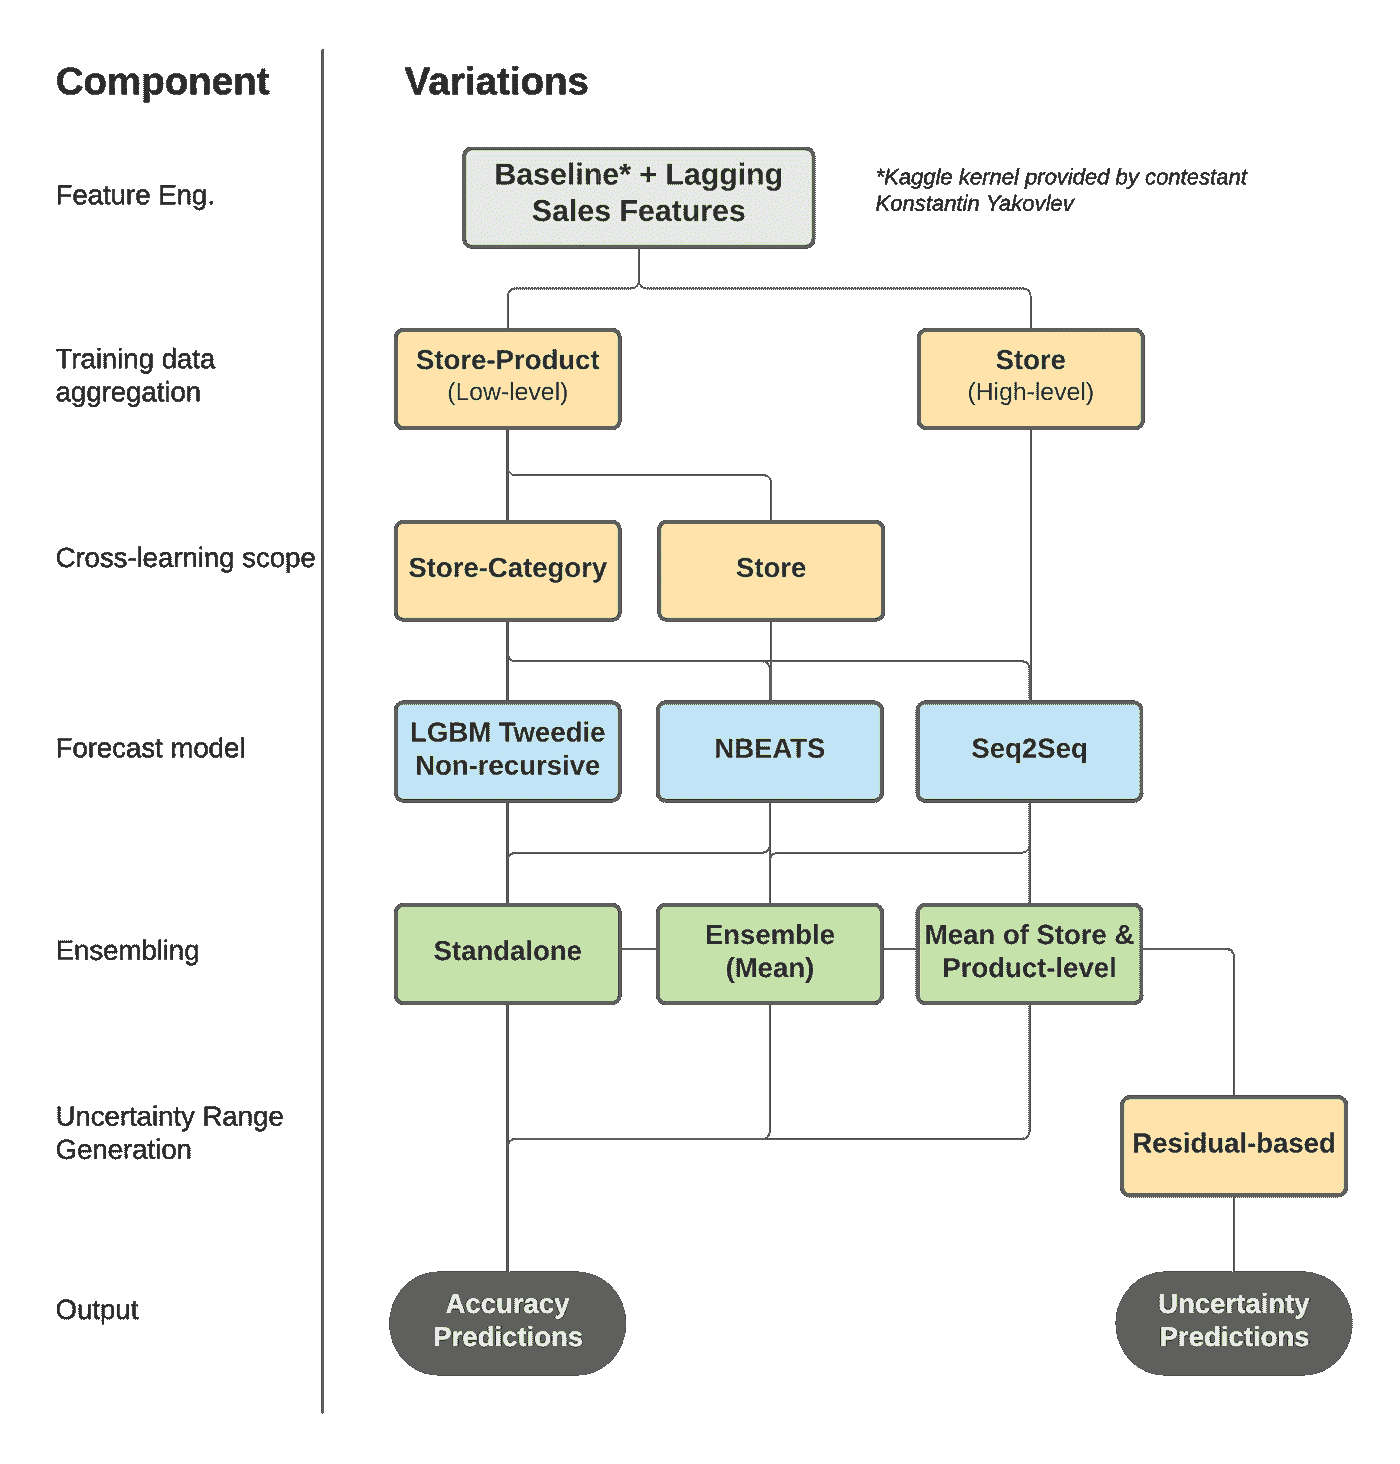 Component
Variations
Feature Eng.
Baseline* + Lagging
Sales Features
*Kaggle kernel provided by contestant
Konstantin Yakovlev
Training data
aggregation
Store-Product
(Low-level)
Store
(High-level)
Cross-learning scope
Store-Category
Store
Forecast model
LGBM Tweedie
Non-recursive
NBEATS
Seq2Seq
Ensembling
Standalone
Ensemble
(Mean)
Mean of Store &
Product-level
Uncertainty Range
Generation
Residual-based
Output
Accuracy
Predictions
Uncertainty
Predictions